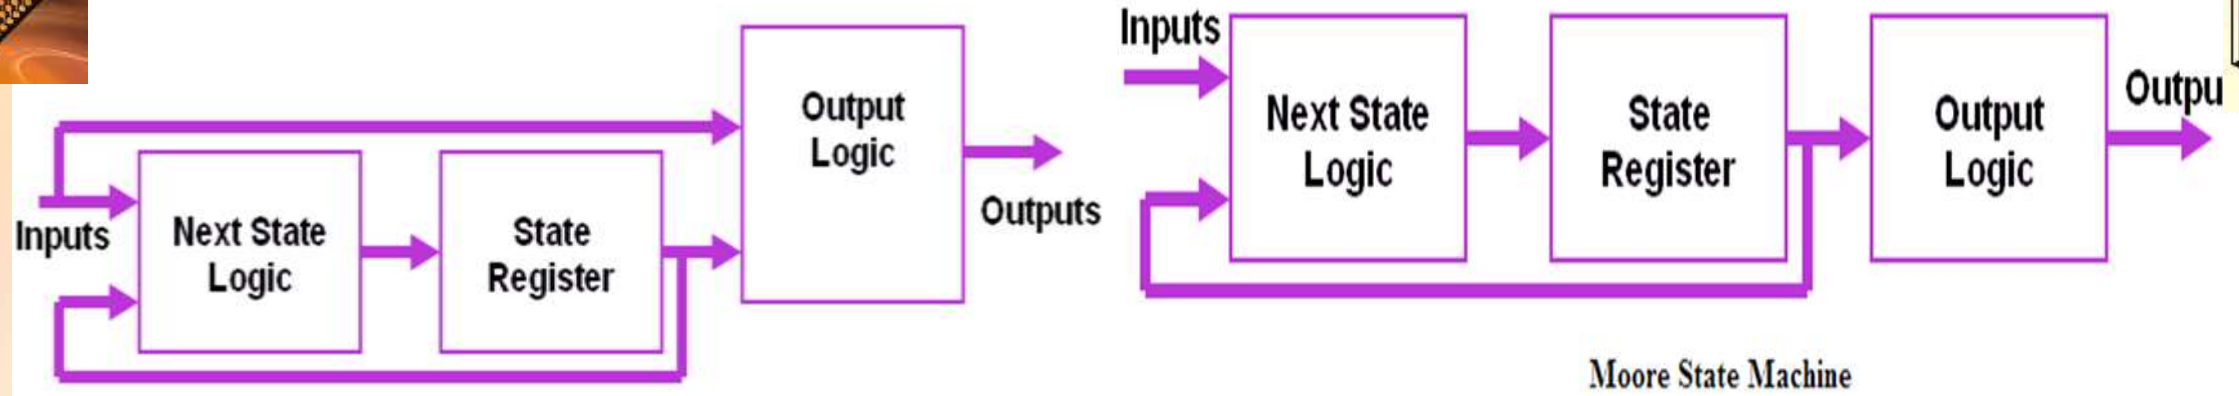 Inputs
Next State
Logic
State
Register
Output
Logic
Outputs
Inputs
Next State
Logic
State
Register
Output
Logic
Outpu
Moore State Machine